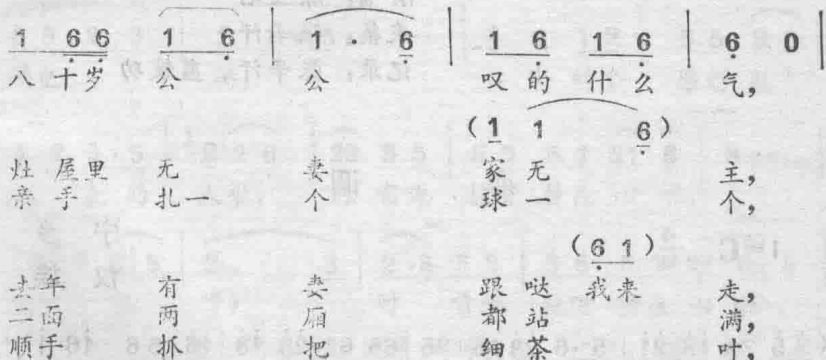 1 6 6 1 6 | 1 · 6 | 1 6 1 6 | 6 0 |
八 十岁 公 公 叹 的 什 么 气,
( 1 1 6 )
灶 屋里 无 妻 家 无 主,
亲 手 扎一 个 球 一 个,
( 6 1 )
去 年 有 妻 跟 哒 我来 走,
二 面 两 厢 都 站 满,
顺 手 抓 把 细 茶 叶,